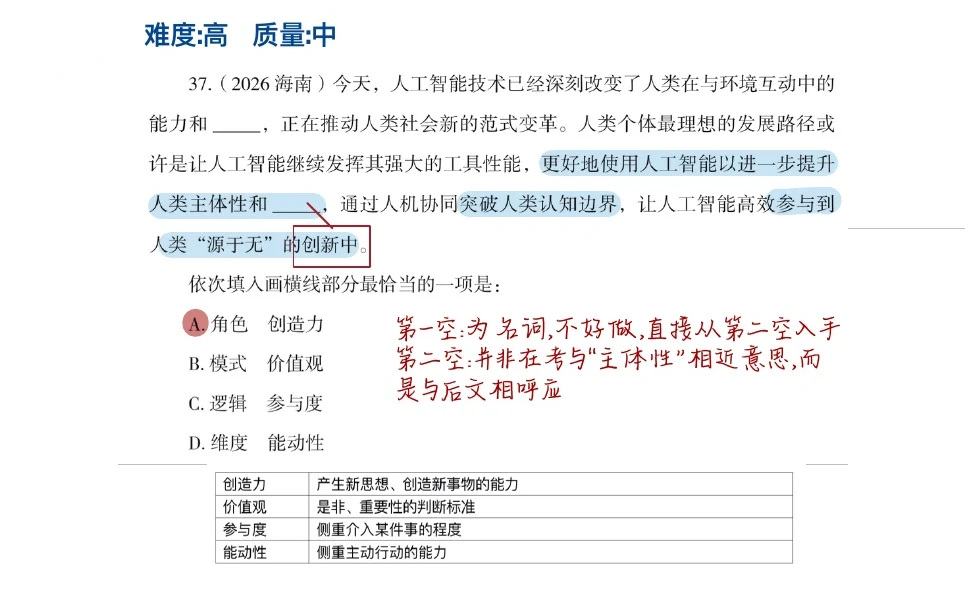 难度:高 质量:中
37.（2026 海南）今天，人工智能技术已经深刻改变了人类在与环境互动中的
能力和 _____，正在推动人类社会新的范式变革。人类个体最理想的发展路径或
许是让人工智能继续发挥其强大的工具性能，更好地使用人工智能以进一步提升
人类主体性和 _____，通过人机协同突破人类认知边界，让人工智能高效参与到
人类“源于无”的创新中。
依次填入画横线部分最恰当的一项是：
A. 角色 创造力
B. 模式 价值观
C. 逻辑 参与度
D. 维度 能动性
第一空:为名词,不好做,直接从第二空入手
第二空:并非在考与“主体性”相近意思,而
是与后文相呼应
创造力 产生新思想、创造新事物的能力
价值观 是非、重要性的判断标准
参与度 侧重介入某件事的程度
能动性 侧重主动行动的能力